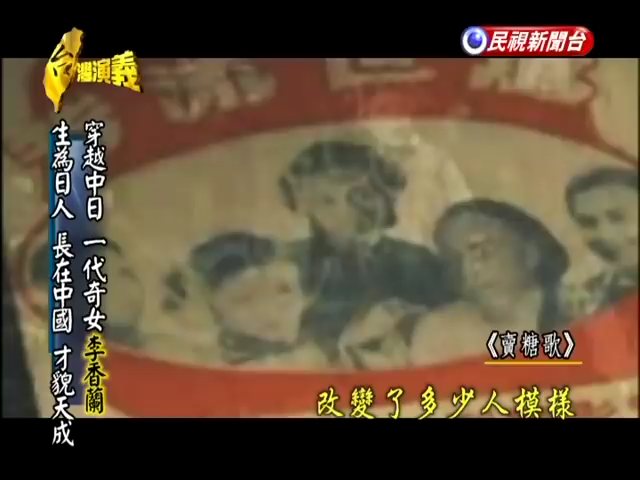 台灣演義
民視新聞台
穿越中日 一代奇女李香蘭
生為日人 長在中國 才貌天成
《賣糖歌》
改變了多少人模樣